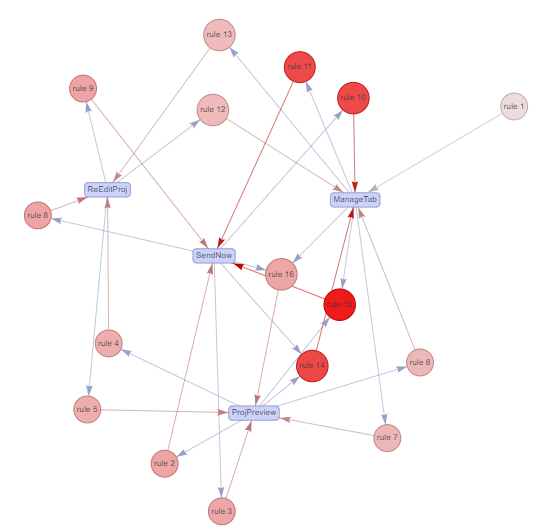 rule 13
rule 11
rule 9
rule 10
rule 12
rule 1
ReEditProj
ManageTab
rule 8
SendNow
rule 16
rule 15
rule 4
rule 14
rule 6
rule 5
ProjPreview
rule 7
rule 2
rule 3